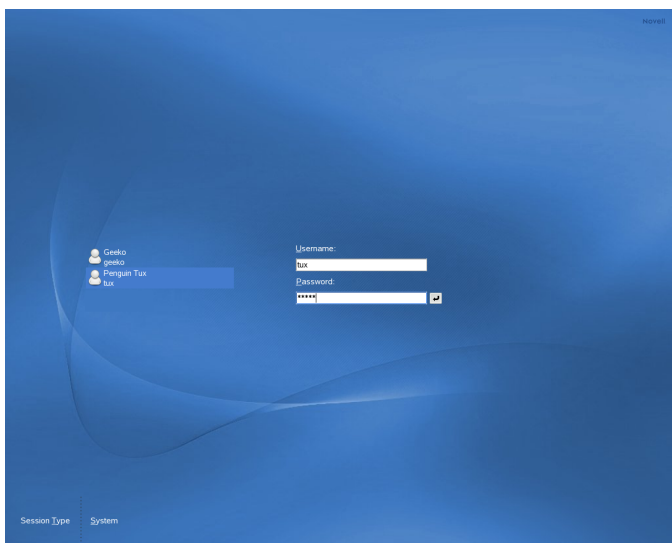 Novell
Username:
Geeko
geeko
tux
Penguin Tux
tux
Password:
*****
Session Type
System